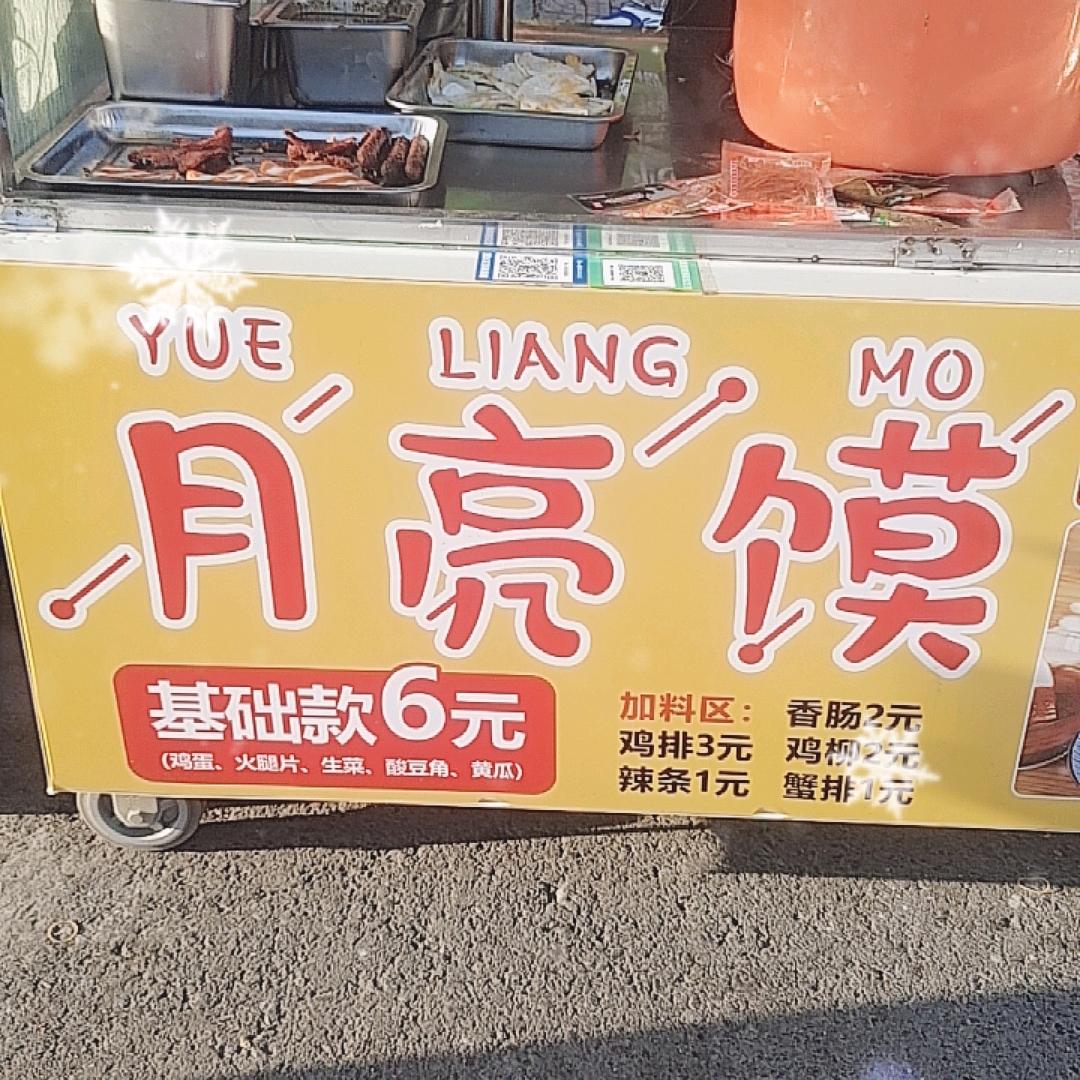 YUE LIANG MO
月亮馍
基础款6元
(鸡蛋、火腿片、生菜、酸豆角、黄瓜)
加料区： 香肠2元
鸡排3元 鸡柳2元
辣条1元 蟹排1元